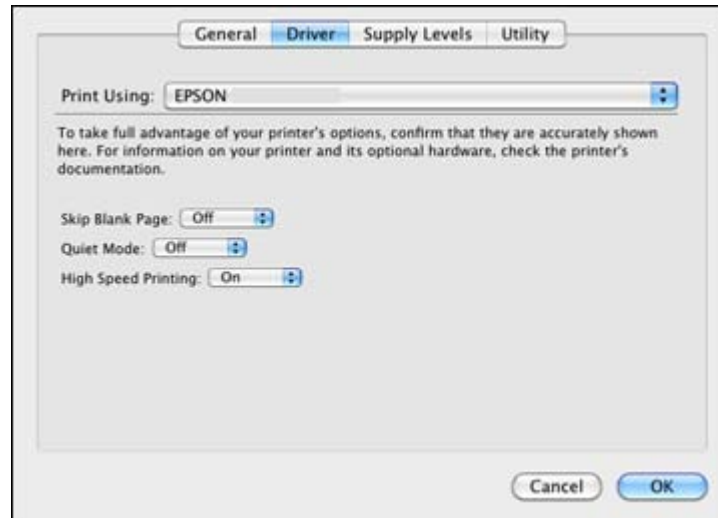 General Driver Supply Levels Utility
Print Using: EPSON
To take full advantage of your printer's options, confirm that they are accurately shown
here. For information on your printer and its optional hardware, check the printer's
documentation.
Skip Blank Page: Off
Quiet Mode: Off
High Speed Printing: On
Cancel OK